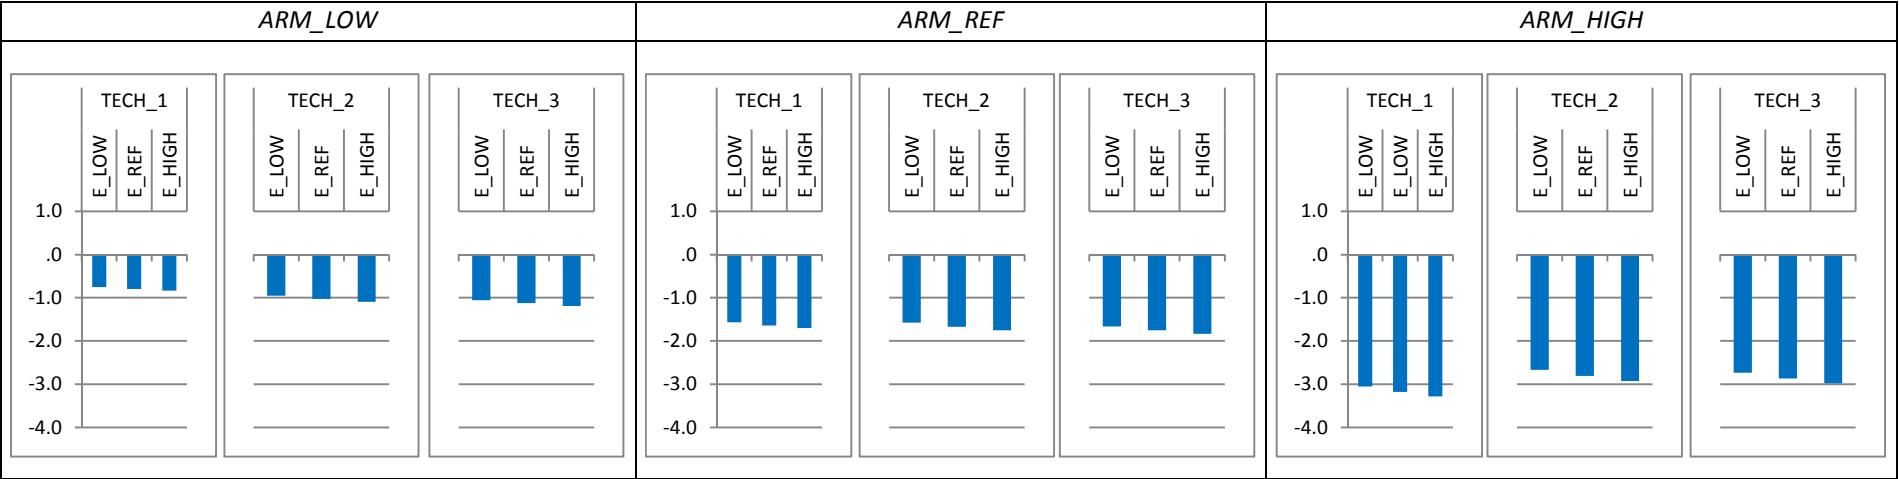 ARM_LOW ARM_REF ARM_HIGH
TECH_1 TECH_2 TECH_3 TECH_1 TECH_2 TECH_3 TECH_1 TECH_2 TECH_3
E_LOW E_REF E_HIGH E_LOW E_REF E_HIGH E_LOW E_REF E_HIGH E_LOW E_REF E_HIGH E_LOW E_REF E_HIGH E_LOW E_REF E_HIGH E_LOW E_LOW E_HIGH E_LOW E_REF E_HIGH E_LOW E_REF E_HIGH
1.0 1.0 1.0
.0 .0 .0
-1.0 -1.0 -1.0
-2.0 -2.0 -2.0
-3.0 -3.0 -3.0
-4.0 -4.0 -4.0